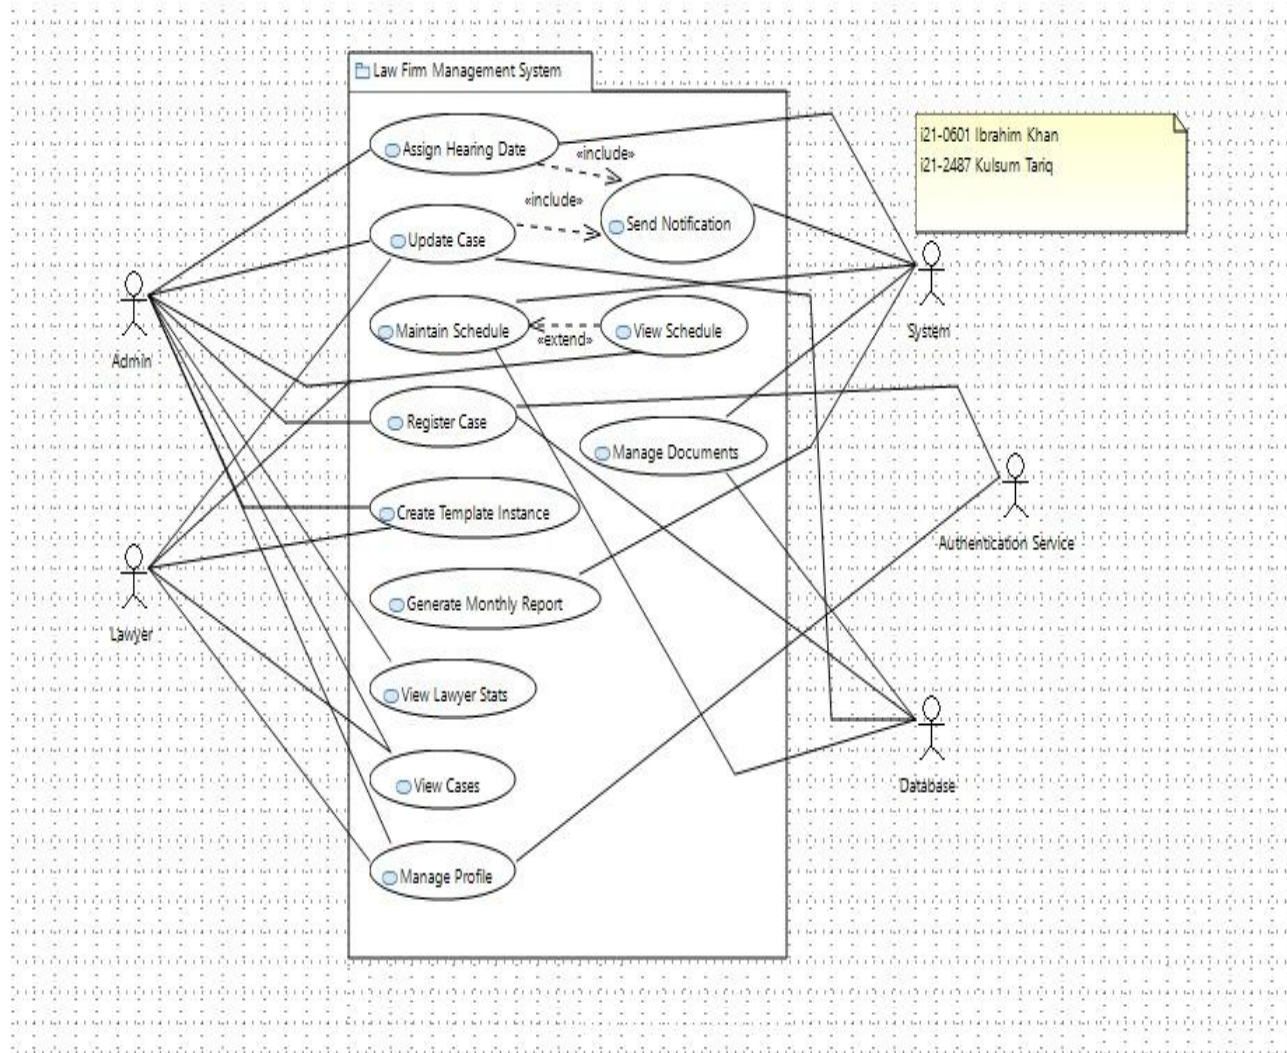 Law Firm Management System
i21-0601 Ibrahim Khan
i21-2487 Kulsum Tariq
Assign Hearing Date
«include»
«include»
Send Notification
Update Case
Maintain Schedule
«extend»
View Schedule
System
Admin
Register Case
Manage Documents
Create Template Instance
Authentication Service
Generate Monthly Report
Lawyer
View Lawyer Stats
View Cases
Database
Manage Profile